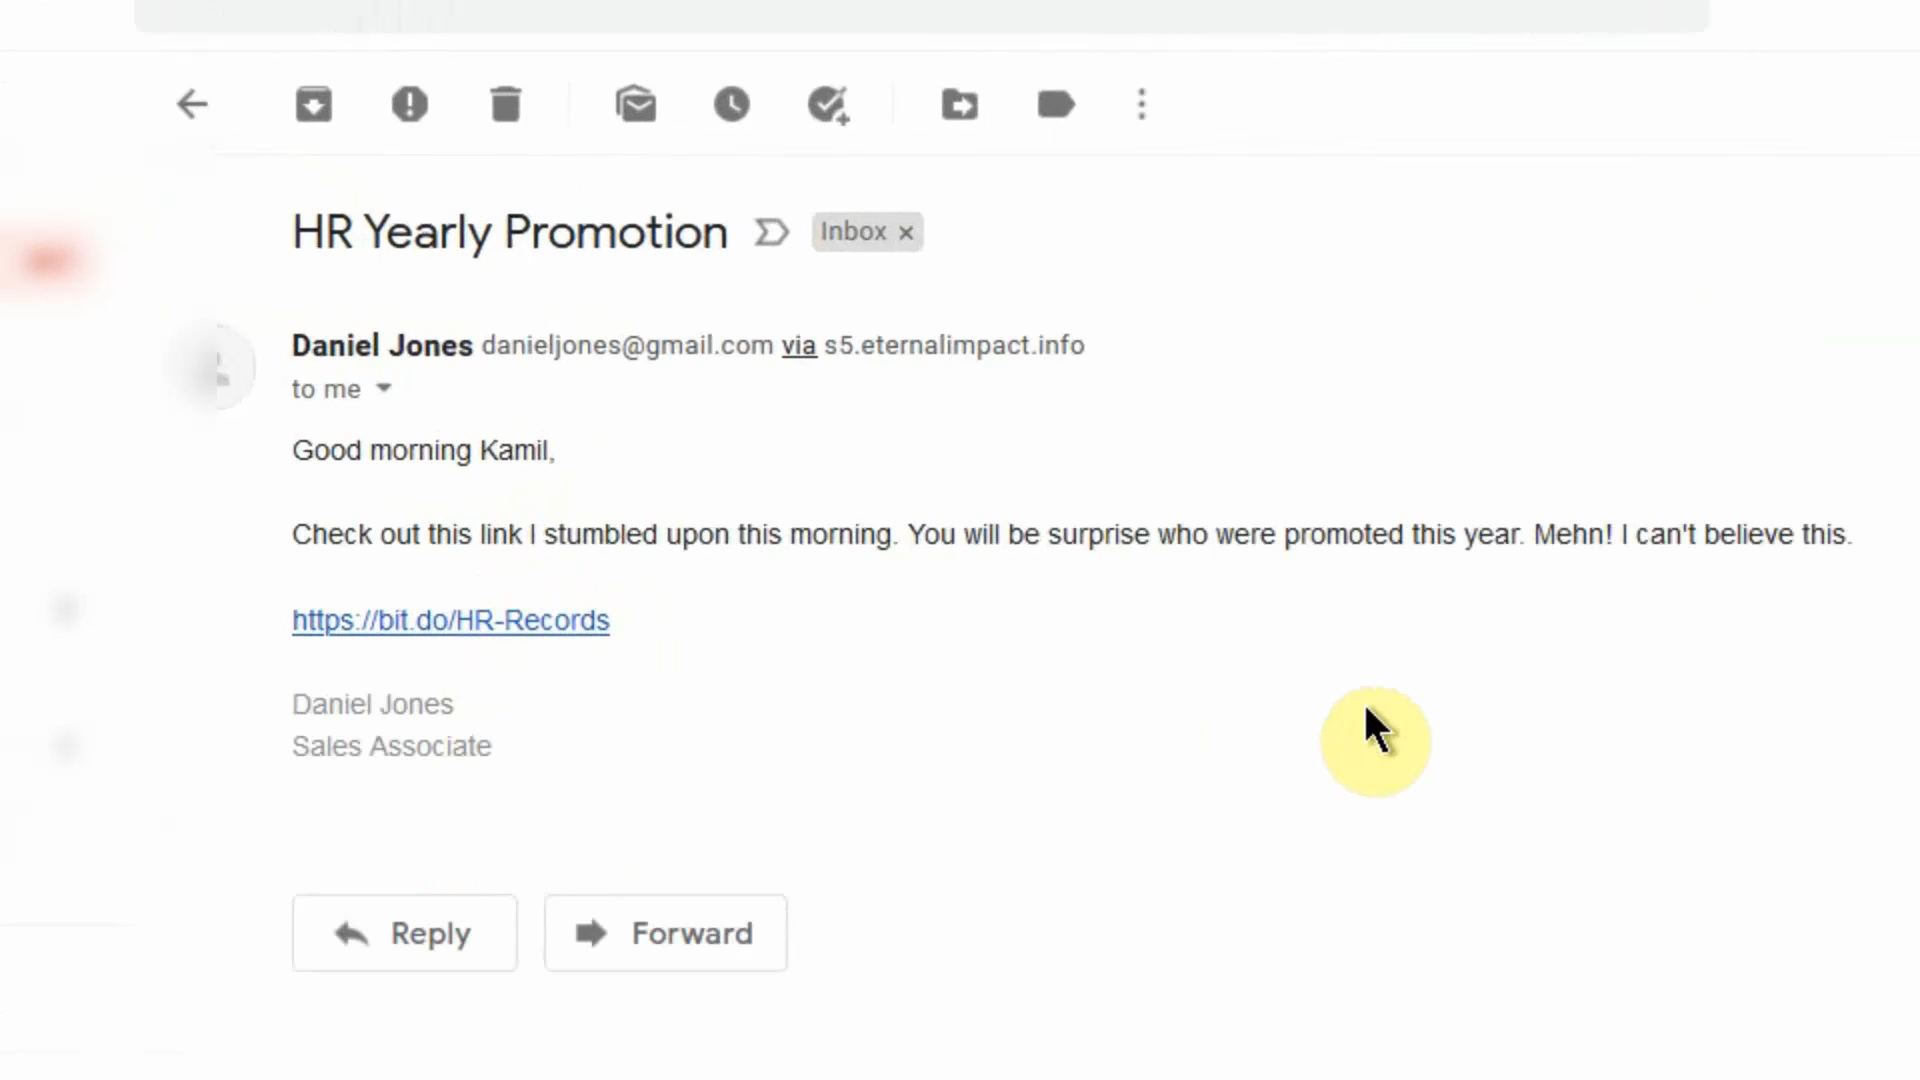 HR Yearly Promotion Inbox ×
Daniel Jones danieljones@gmail.com via s5.eternalimpact.info
to me
Good morning Kamil,
Check out this link I stumbled upon this morning. You will be surprise who were promoted this year. Mehn! I can't believe this.
https://bit.do/HR-Records
Daniel Jones
Sales Associate
Reply Forward